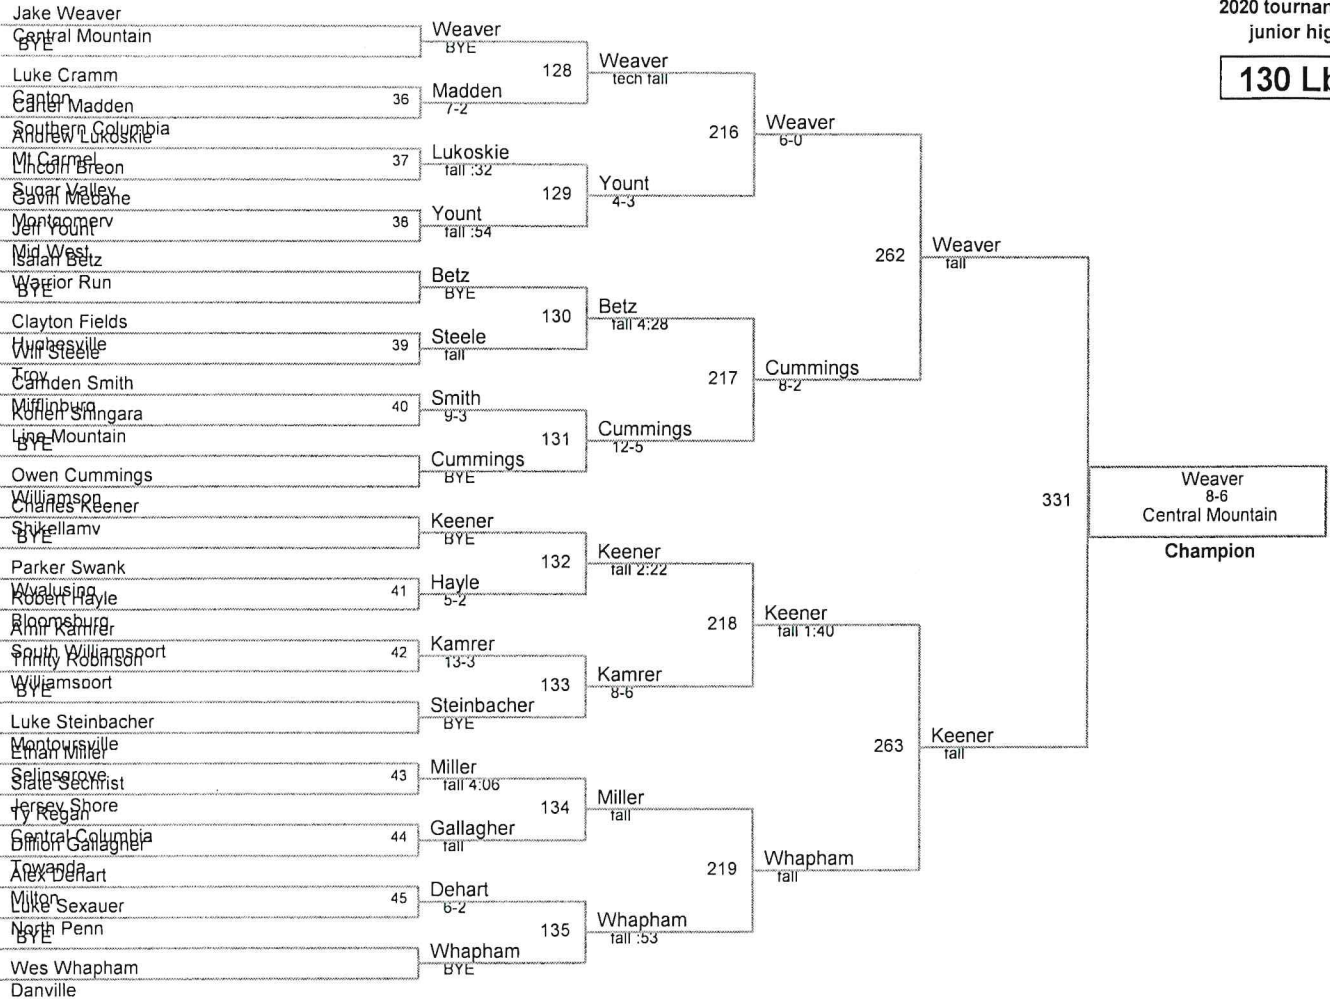 2020 tournam
junior hig
130 Lb
Jake Weaver
Central Mountain
BYE
Luke Cramm
Canton
Carter Madden
Southern Columbia
Andrew Lukoskie
Mt Carmel
Lincoln Breon
Sugar Valley
Gavin Mebane
Montgomery
Jeff Yount
Mid West
Isaiah Betz
Warrior Run
BYE
Clayton Fields
Hughesville
Will Steele
Troy
Camden Smith
Mifflinburg
Kohen Shingara
Line Mountain
BYE
Owen Cummings
Williamson
Charles Keener
Shikellamy
BYE
Parker Swank
Wyalusing
Robert Hayle
Bloomsburg
Amir Kamrer
South Williamsport
Trinity Robinson
Williamsport
BYE
Luke Steinbacher
Montoursville
Ethan Miller
Selinsgrove
Slate Sechrist
Jersey Shore
Ty Regan
Central Columbia
Dillion Gallagher
Towanda
Alex Dehart
Milton
Luke Sexauer
North Penn
BYE
Wes Whapham
Danville
36
37
38
39
40
41
42
43
44
45
Weaver
BYE
Madden
7-2
Lukoskie
fall :32
Yount
fall :54
Betz
BYE
Steele
fall
Smith
9-3
Cummings
BYE
Keener
BYE
Hayle
5-2
Kamrer
13-3
Steinbacher
BYE
Miller
fall 4:06
Gallagher
fall
Dehart
6-2
Whapham
BYE
128
129
130
131
132
133
134
135
Weaver
tech fall
Yount
4-3
Betz
fall 4:28
Cummings
12-5
Keener
fall 2:22
Kamrer
8-6
Miller
fall
Whapham
fall :53
216
217
218
219
Weaver
6-0
Cummings
8-2
Keener
fall 1:40
Whapham
fall
262
263
Weaver
fall
Keener
fall
331
Weaver
8-6
Central Mountain
Champion